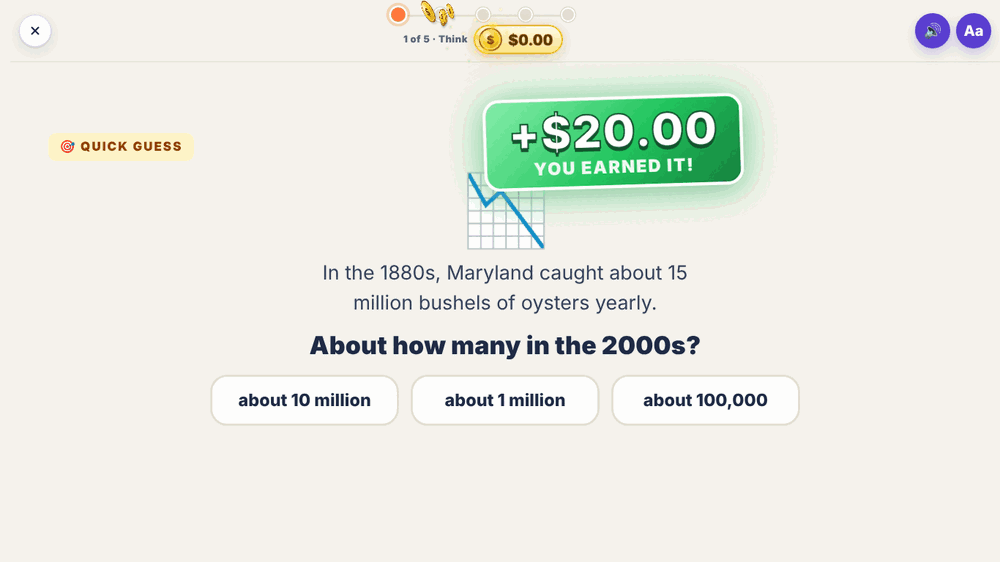 1 of 5 · Think
$ $0.00
Aa
🎯 QUICK GUESS
+$20.00
YOU EARNED IT!
In the 1880s, Maryland caught about 15
million bushels of oysters yearly.
About how many in the 2000s?
about 10 million
about 1 million
about 100,000